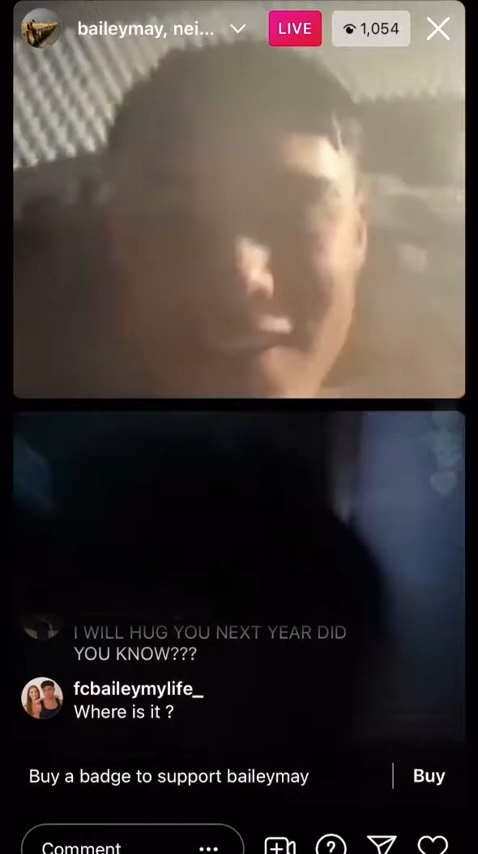 baileymay, nei...
LIVE
1,054
I WILL HUG YOU NEXT YEAR DID
YOU KNOW???
fcbaileymylife_
Where is it ?
Buy a badge to support baileymay
Buy
Comment